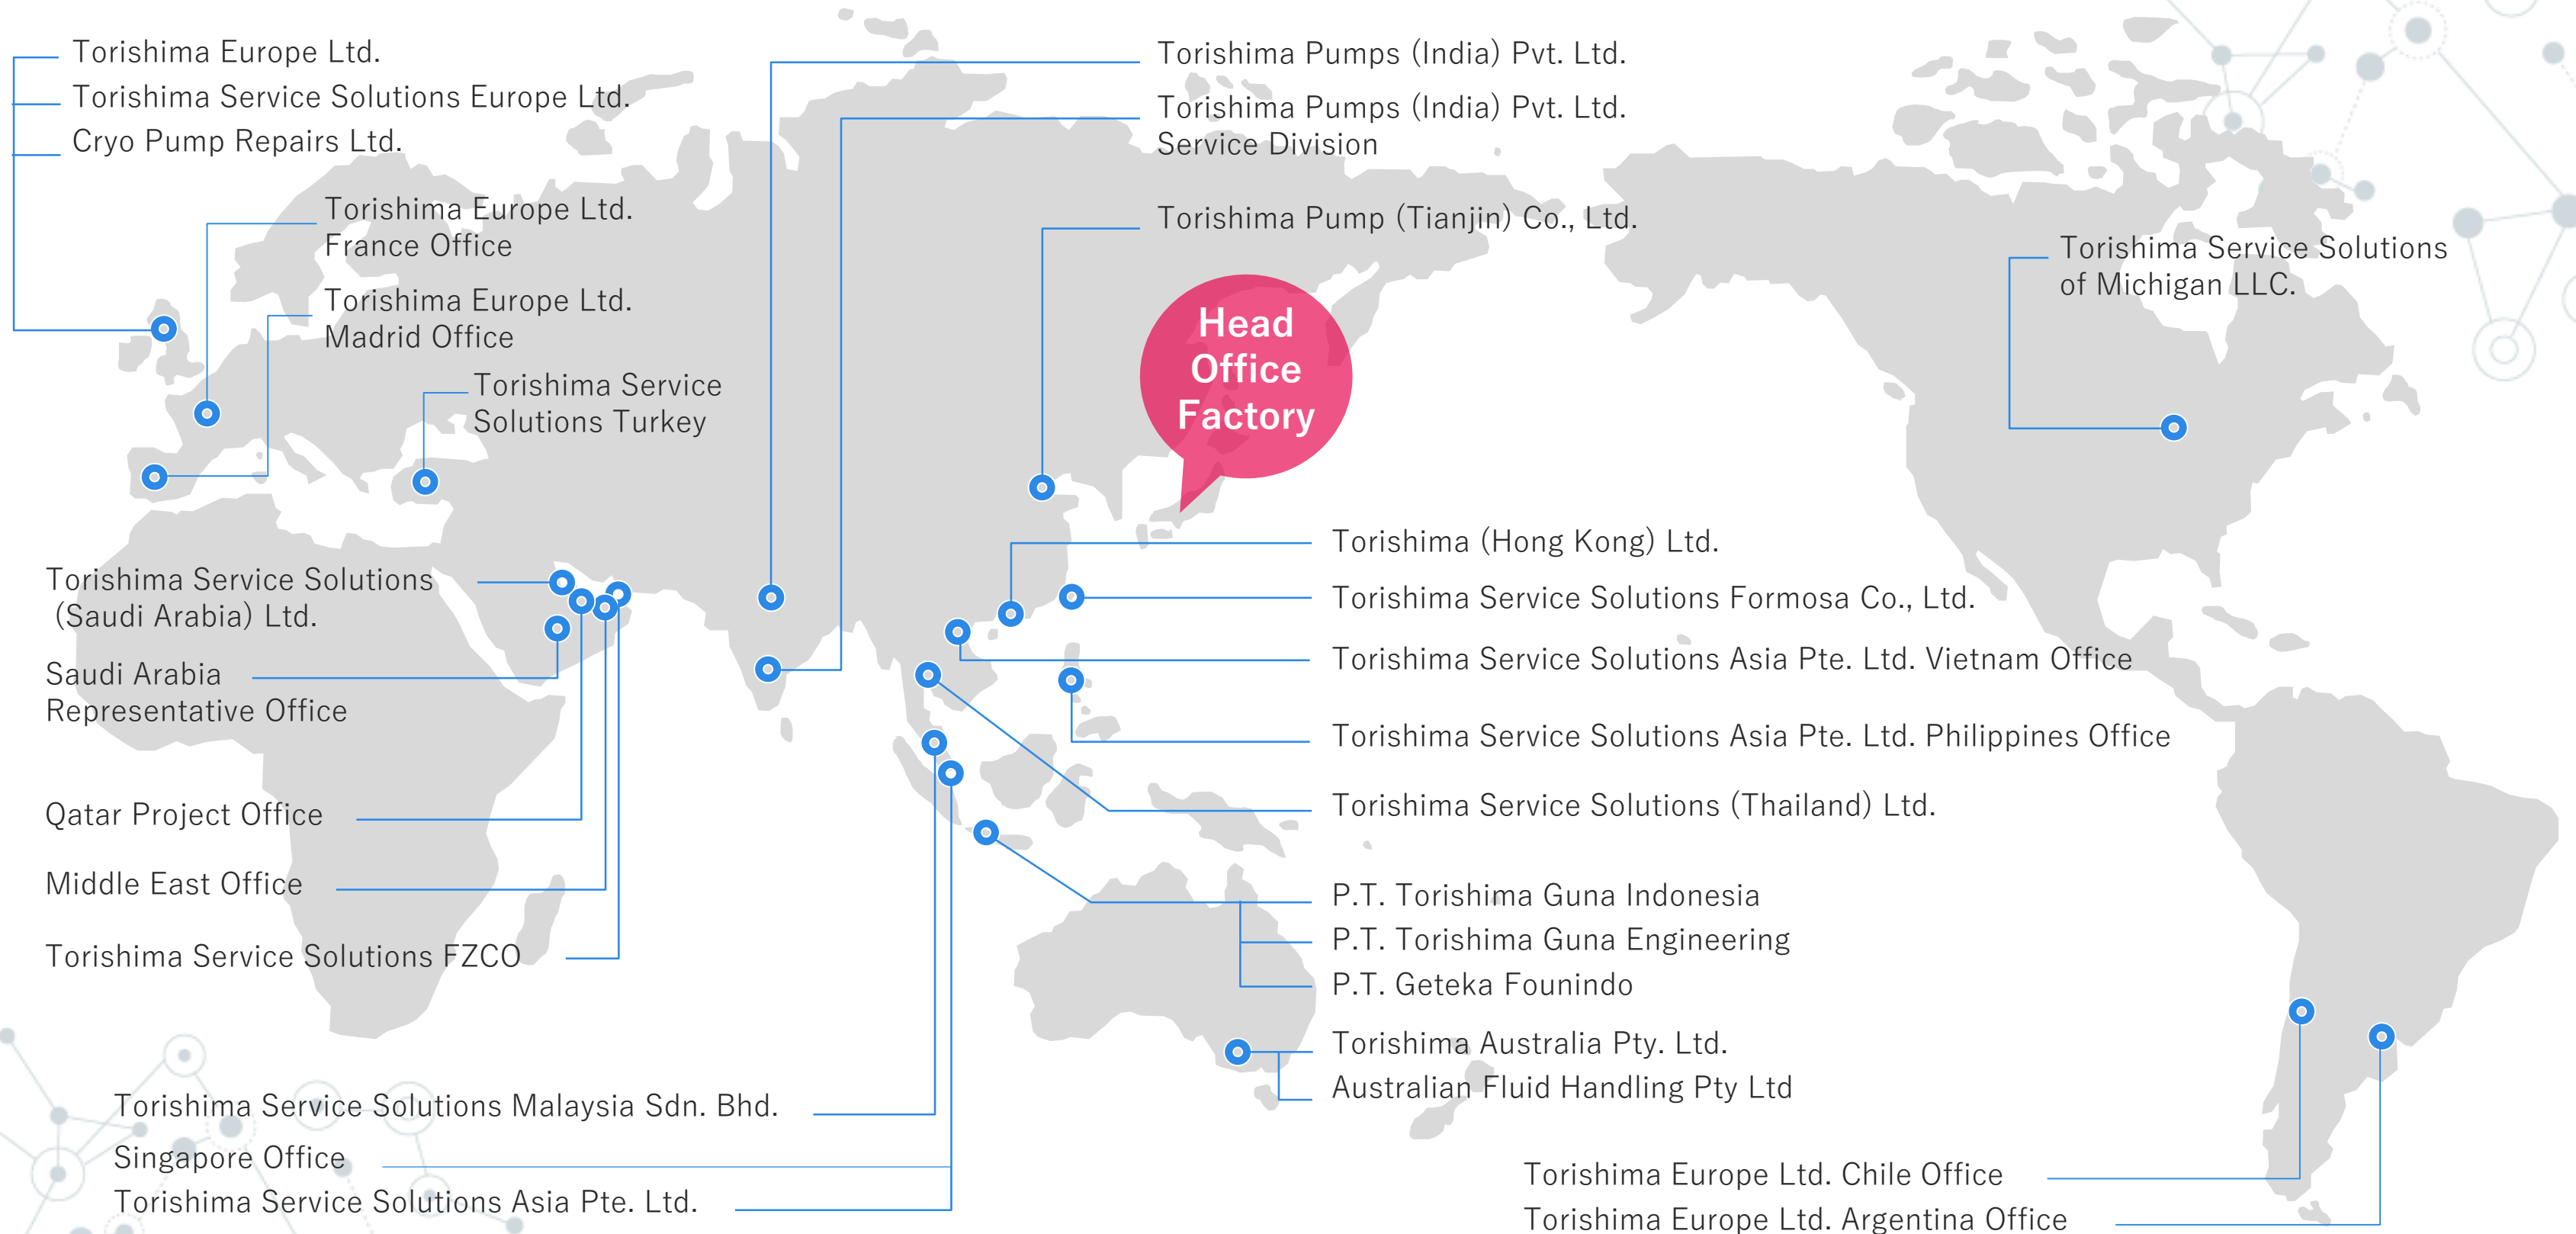 Torishima Europe Ltd.
Torishima Service Solutions Europe Ltd.
Cryo Pump Repairs Ltd.
Torishima Europe Ltd.
France Office
Torishima Europe Ltd.
Madrid Office
Torishima Service
Solutions Turkey
Torishima Pumps (India) Pvt. Ltd.
Torishima Pumps (India) Pvt. Ltd.
Service Division
Torishima Pump (Tianjin) Co., Ltd.
Head
Office
Factory
Torishima Service Solutions
of Michigan LLC.
Torishima Service Solutions
(Saudi Arabia) Ltd.
Saudi Arabia
Representative Office
Qatar Project Office
Middle East Office
Torishima Service Solutions FZCO
Torishima (Hong Kong) Ltd.
Torishima Service Solutions Formosa Co., Ltd.
Torishima Service Solutions Asia Pte. Ltd. Vietnam Office
Torishima Service Solutions Asia Pte. Ltd. Philippines Office
Torishima Service Solutions (Thailand) Ltd.
P.T. Torishima Guna Indonesia
P.T. Torishima Guna Engineering
P.T. Geteka Founindo
Torishima Australia Pty. Ltd.
Australian Fluid Handling Pty Ltd
Torishima Service Solutions Malaysia Sdn. Bhd.
Singapore Office
Torishima Service Solutions Asia Pte. Ltd.
Torishima Europe Ltd. Chile Office
Torishima Europe Ltd. Argentina Office